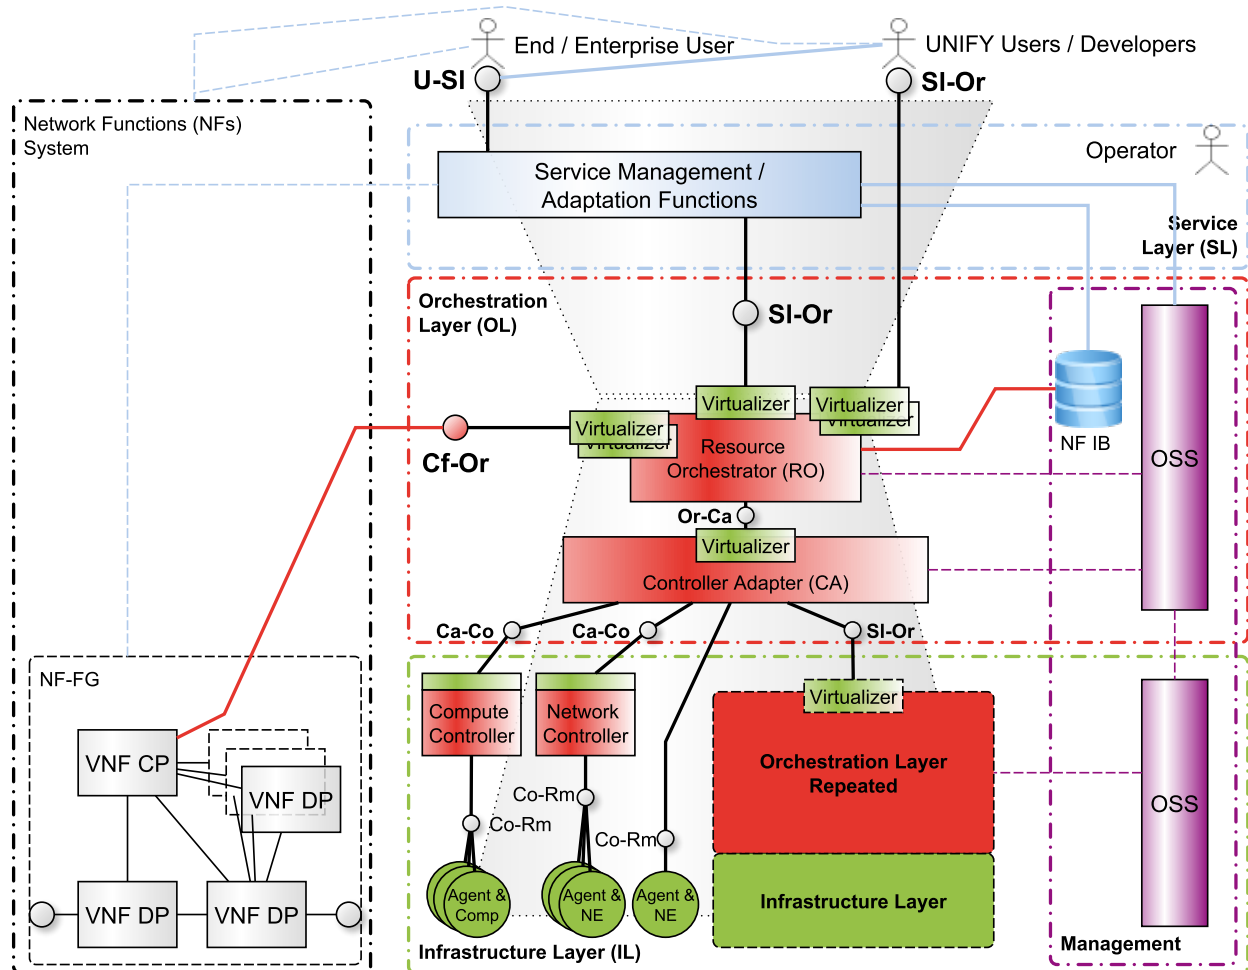 End / Enterprise User
UNIFY Users / Developers
U-Sl
Sl-Or
Network Functions (NFs)
System
Operator
Service Management /
Adaptation Functions
Service
Layer (SL)
Orchestration
Layer (OL)
Sl-Or
Virtualizer
Virtualizer
Virtualizer
Virtualizer
Virtualizer
Resource
Orchestrator (RO)
Cf-Or
NF IB
OSS
Or-Ca
Virtualizer
Controller Adapter (CA)
Ca-Co
Ca-Co
Sl-Or
NF-FG
Virtualizer
Compute
Controller
Network
Controller
VNF CP
VNF DP
Orchestration Layer
Repeated
Co-Rm
Co-Rm
Co-Rm
OSS
VNF DP
VNF DP
Agent &
Comp
Agent &
NE
Agent &
NE
Infrastructure Layer
Infrastructure Layer (IL)
Management